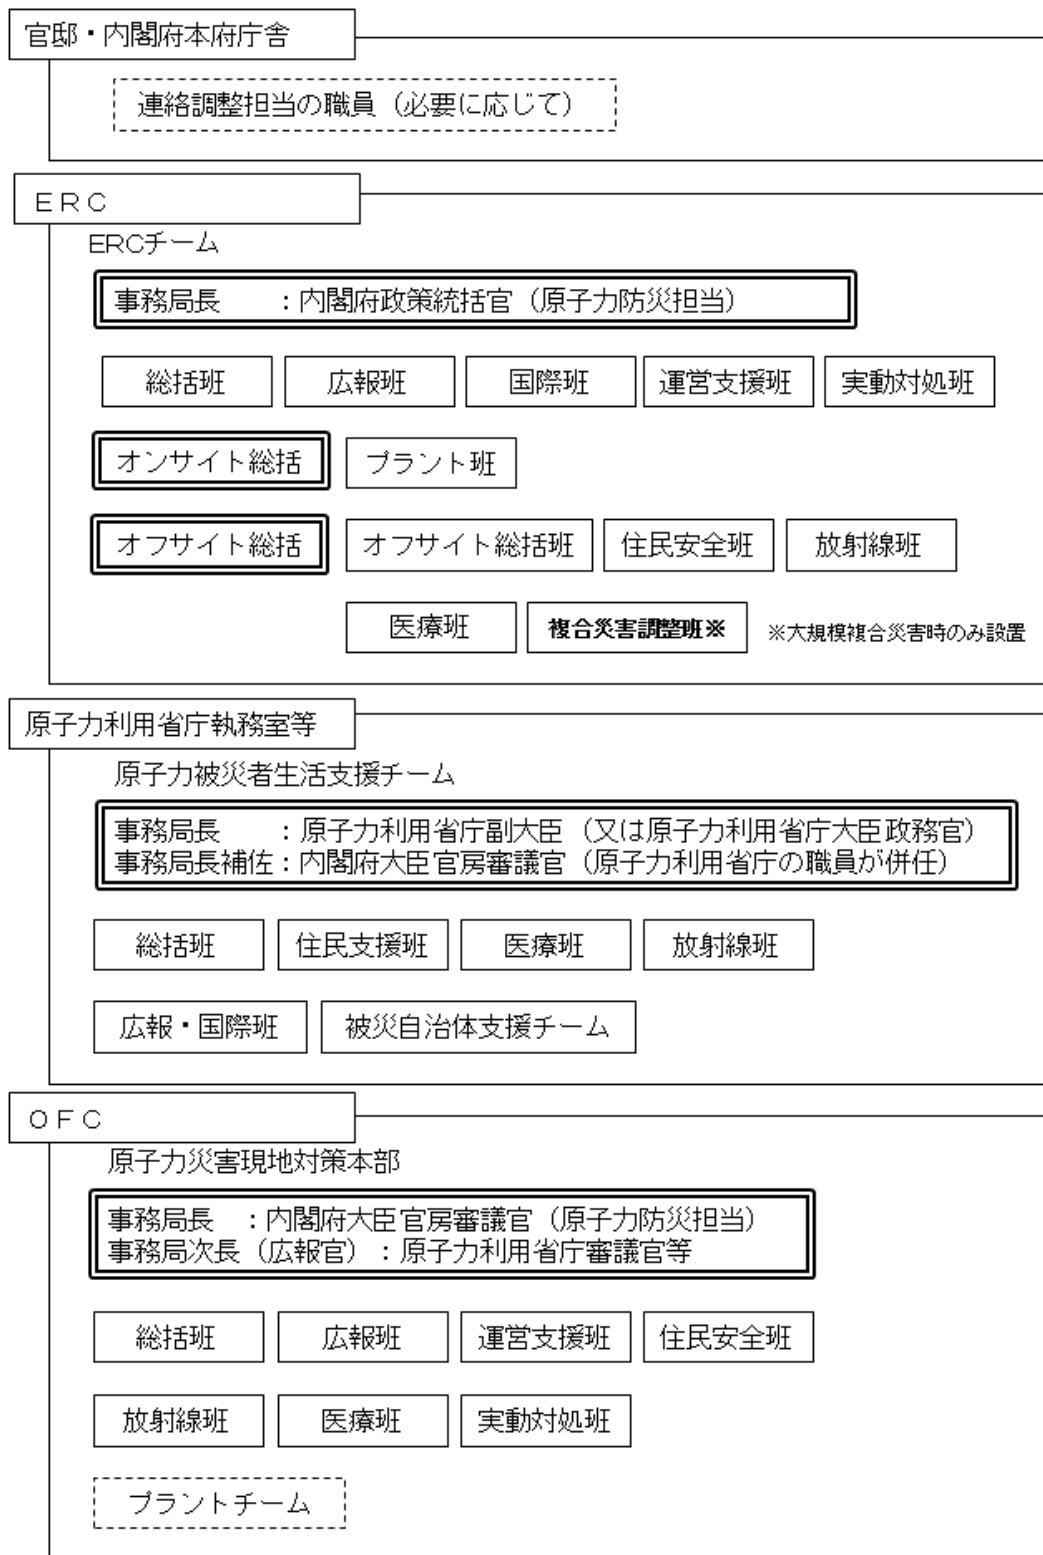 官邸・内閣府本府庁舎
連絡調整担当の職員（必要に応じて）
ＥＲＣ
ERCチーム
事務局長　　：内閣府政策統括官（原子力防災担当）
総括班　広報班　国際班　運営支援班　実動対処班
オンサイト総括　プラント班
オフサイト総括　オフサイト総括班　住民安全班　放射線班
医療班　複合災害調整班※　※大規模複合災害時のみ設置
原子力利用省庁執務室等
原子力被災者生活支援チーム
事務局長　　：原子力利用省庁副大臣（又は原子力利用省庁大臣政務官）
事務局長補佐：内閣府大臣官房審議官（原子力利用省庁の職員が併任）
総括班　住民支援班　医療班　放射線班
広報・国際班　被災自治体支援チーム
ＯＦＣ
原子力災害現地対策本部
事務局長　：内閣府大臣官房審議官（原子力防災担当）
事務局次長（広報官）：原子力利用省庁審議官等
総括班　広報班　運営支援班　住民安全班
放射線班　医療班　実動対処班
プラントチーム